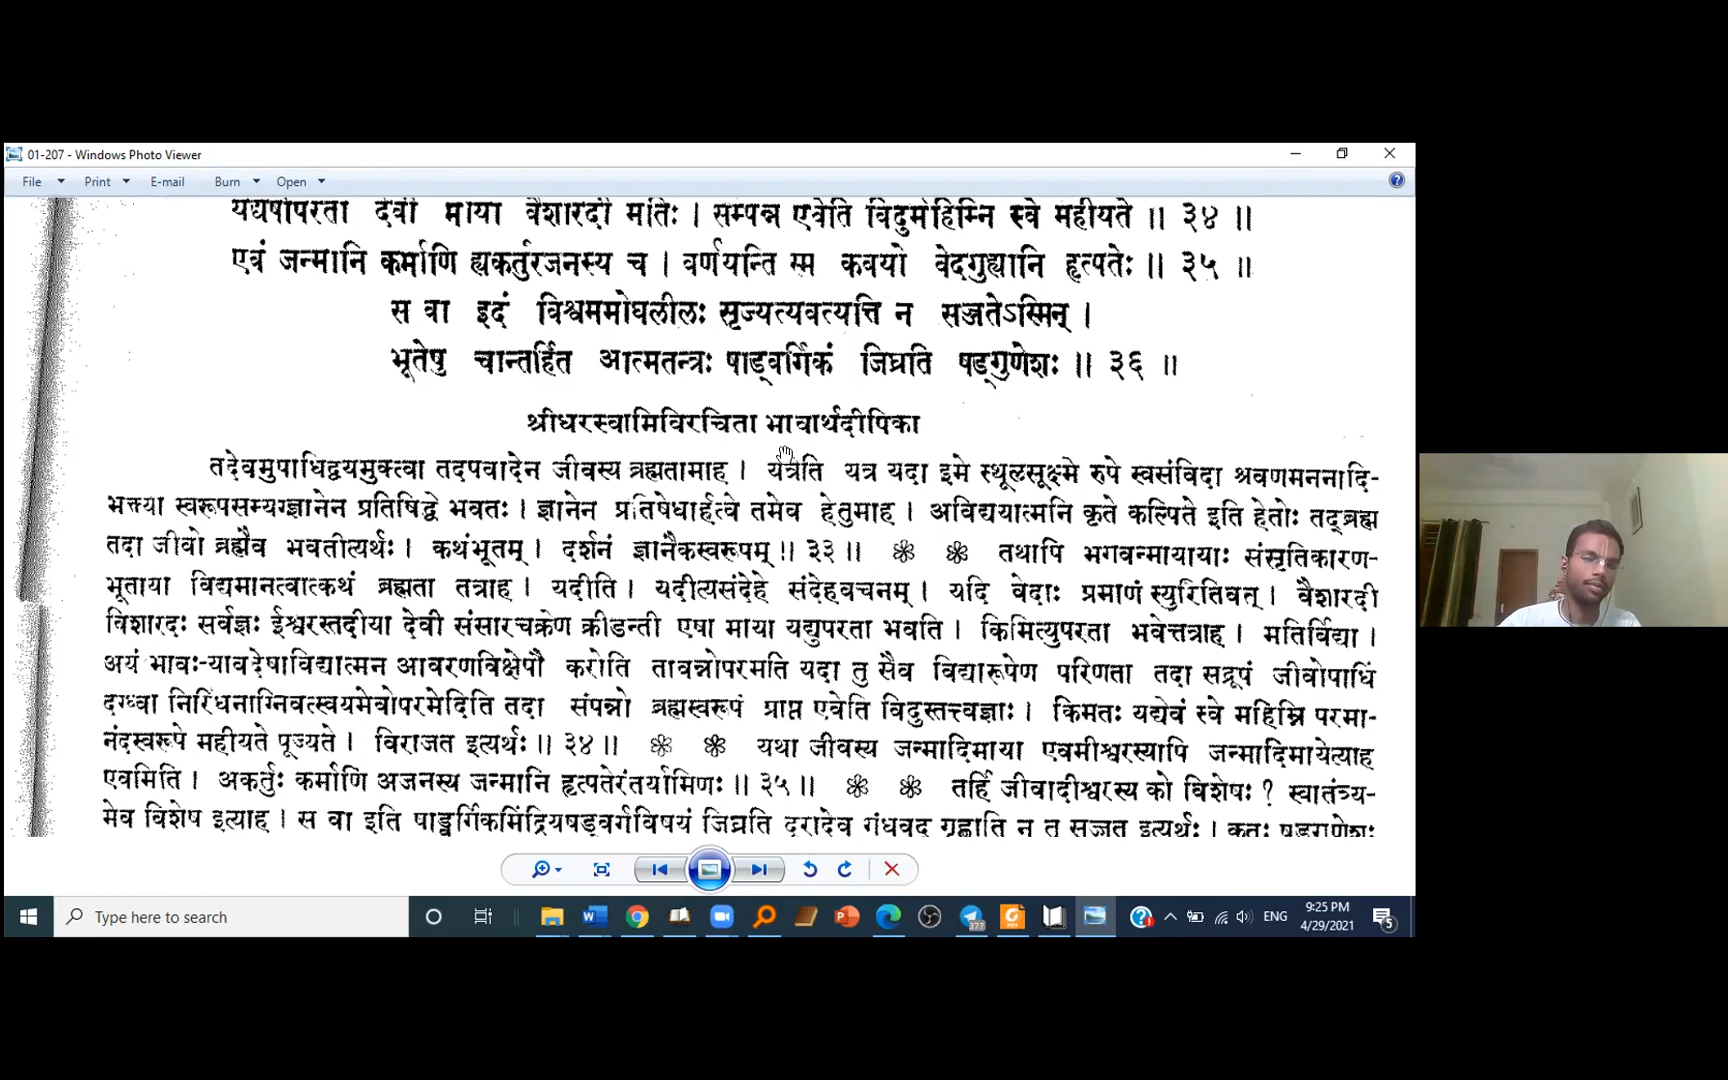 01-207 - Windows Photo Viewer
File Print E-mail Burn Open
यद्येषोपरता देवी माया वैशारदी मतिः । सम्पन्न एवेति विदुर्महिम्नि स्वे महीयते ॥ ३४ ॥
एवं जन्मानि कर्माणि ह्यकर्तुरजनस्य च । वर्णयन्ति स्म कवयो वेदगुह्यानि हृत्पतेः ॥ ३५ ॥
स वा इदं विश्वममोघलीलः सृज्यत्यवत्यत्ति न सज्जतेऽस्मिन् ।
भूतेषु चान्तर्हित आत्मतन्त्रः षाड्वर्गिकं जिघ्रति षड्गुणेशः ॥ ३६ ॥
श्रीधरस्वामिविरचिता भावार्थदीपिका
तदेवमुपाधिद्वयमुक्त्वा तदपवादेन जीवस्य ब्रह्मतामाह । यत्रेति यत्र यदा इमे स्थूलसूक्ष्मे रुपे स्वसंविदा श्रवणमननादि-
भक्त्या स्वरूपसम्यग्ज्ञानेन प्रतिषिद्धे भवतः । ज्ञानेन प्रतिषेधार्हत्वे तमेव हेतुमाह । अविद्ययात्मनि कृते कल्पिते इति हेतोः तद्ब्रह्म
तदा जीवो ब्रह्मैव भवतीत्यर्थः । कथंभूतम् । दर्शनं ज्ञानैकस्वरूपम् ॥ ३३ ॥ तथापि भगवन्मायायाः संसृतिकारण-
भूताया विद्यमानत्वात्कथं ब्रह्मता तत्राह । यदीति । यदीत्यसंदेहे संदेहवचनम् । यदि वेदाः प्रमाणं स्युरितिवत् । वैशारदी
विशारदः सर्वज्ञः ईश्वरस्तदीया देवी संसारचक्रेण क्रीडन्ती एषा माया यद्युपरता भवति । किमित्युपरता भवेत्तत्राह । मतिर्विद्या ।
अयं भावः-यावदेषाविद्यात्मन आवरणविक्षेपौ करोति तावन्नोपरमति यदा तु सैव विद्यारूपेण परिणता तदा सद्रूपं जीवोपाधिं
दग्ध्वा निरिंधनाग्निवत्स्वयमेवोपरमेदिति तदा संपन्नो ब्रह्मस्वरूपं प्राप्त एवेति विदुस्तत्त्वज्ञाः । किमतः यद्येवं स्वे महिम्नि परमा-
नंदस्वरूपे महीयते पूज्यते । विराजत इत्यर्थः ॥ ३४ ॥ यथा जीवस्य जन्मादिमाया एवमीश्वरस्यापि जन्मादिमायेत्याह
एवमिति । अकर्तुः कर्माणि अजनस्य जन्मानि हृत्पतेरंतर्यामिणः ॥ ३५ ॥ तर्हि जीवादीश्वरस्य को विशेषः ? स्वातंत्र्य-
मेव विशेष इत्याह । स वा इति षाड्वर्गिकमिंद्रियषड्वर्गविषयं जिघ्रति दूरादेव गंधवद् गृह्णाति न तु सज्जत इत्यर्थः । कुतः षड्गुणेशः
Type here to search
377
ENG
9:25 PM
4/29/2021
5